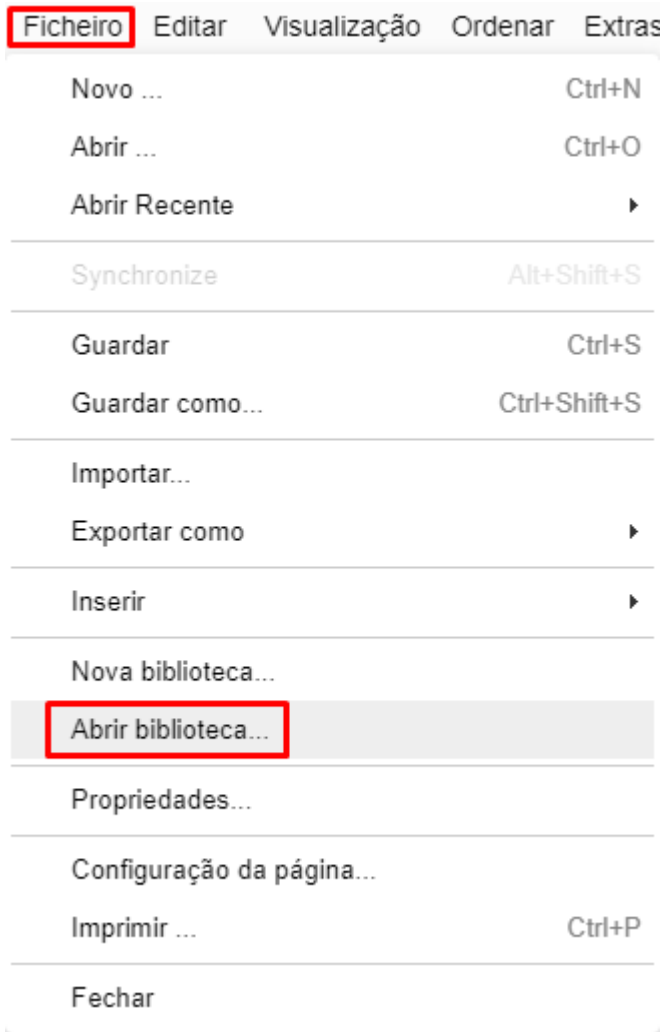 Ficheiro Editar Visualização Ordenar Extras
Novo ... Ctrl+N
Abrir ... Ctrl+O
Abrir Recente
Synchronize Alt+Shift+S
Guardar Ctrl+S
Guardar como... Ctrl+Shift+S
Importar...
Exportar como
Inserir
Nova biblioteca...
Abrir biblioteca...
Propriedades...
Configuração da página...
Imprimir ... Ctrl+P
Fechar